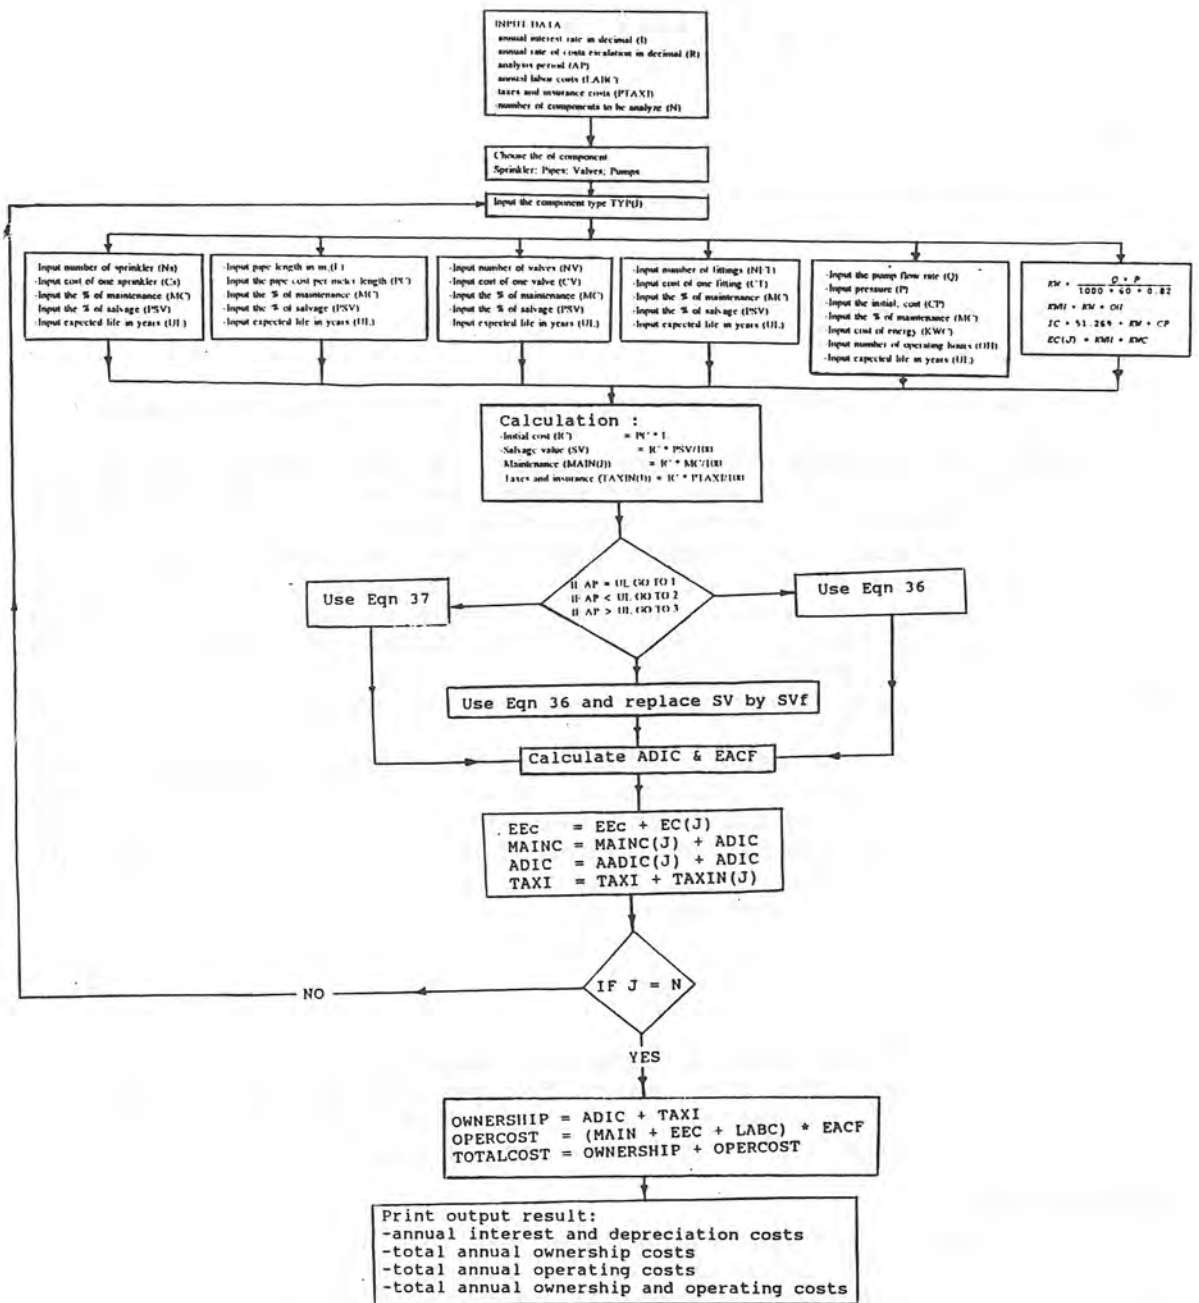 INPUT DATA
annual interest rate in decimal (I)
annual rate of costs escalation in decimal (R)
analysis period (AP)
annual labor costs (LABC)
taxes and insurance costs (PTAXI)
-number of components to be analyze (N)
Choose the of component
Sprinkler; Pipes; Valves; Pumps
Input the component type TYP(J)
-Input number of sprinkler (Ns)
-Input cost of one sprinkler (Cs)
-Input the % of maintenance (MC)
-Input the % of salvage (PSV)
-Input expected life in years (UL)
-Input pipe length in m,(L)
-Input the pipe cost per meter length (PC)
-Input the % of maintenance (MC)
-Input the % of salvage (PSV)
-Input expected life in years (UL)
-Input number of valves (NV)
-Input cost of one valve (CV)
-Input the % of maintenance (MC)
-Input the % of salvage (PSV)
-Input expected life in years (UL)
-Input number of fittings (NFT)
-Input cost of one fitting (CT)
-Input the % of maintenance (MC)
-Input the % of salvage (PSV)
-Input expected life in years (UL)
-Input the pump flow rate (Q)
-Input pressure (P)
-Input the initial, cost (CP)
-Input the % of maintenance (MC)
-Input cost of energy (KWC)
-Input number of operating hours (OH)
-Input expected life in years (UL)
KW = Q * P / 1000 * 60 * 0.82
KWH = KW * OH
IC = 51.269 * KW * CP
EC(J) = KWH * KWC
Calculation :
-Initial cost (IC) = PC * L
-Salvage value (SV) = IC * PSV/100
-Maintenance (MAIN(J)) = IC * MC/100
-Taxes and insurance (TAXIN(J)) = IC * PTAXI/100
IF AP = UL GO TO 1
IF AP < UL GO TO 2
IF AP > UL GO TO 3
Use Eqn 37
Use Eqn 36
Use Eqn 36 and replace SV by SVf
Calculate ADIC & EACF
EEc = EEc + EC(J)
MAINC = MAINC(J) + ADIC
ADIC = AADIC(J) + ADIC
TAXI = TAXI + TAXIN(J)
IF J = N
NO
YES
OWNERSHIP = ADIC + TAXI
OPERCOST = (MAIN + EEC + LABC) * EACF
TOTALCOST = OWNERSHIP + OPERCOST
Print output result:
-annual interest and depreciation costs
-total annual ownership costs
-total annual operating costs
-total annual ownership and operating costs